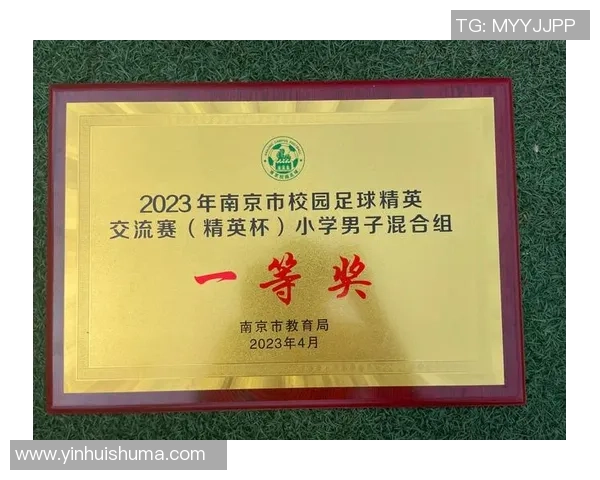 TG: MYYJJPP
2023年南京市校园足球精英
交流赛（精英杯）小学男子混合组
一等奖
南京市教育局
2023年4月
www.yinhuishuma.com